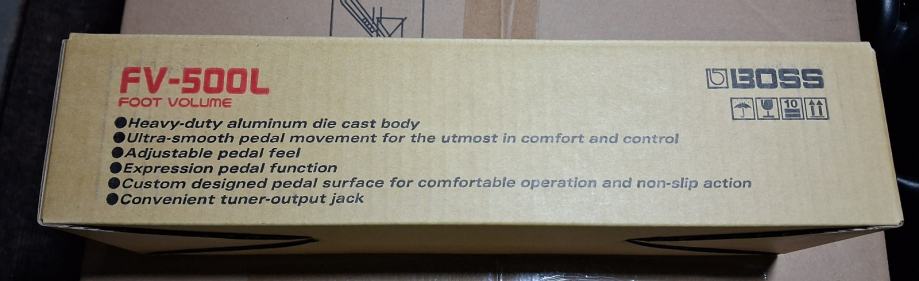 FV-500L
FOOT VOLUME
BOSS
10
●Heavy-duty aluminum die cast body
●Ultra-smooth pedal movement for the utmost in comfort and control
●Adjustable pedal feel
●Expression pedal function
●Custom designed pedal surface for comfortable operation and non-slip action
●Convenient tuner-output jack